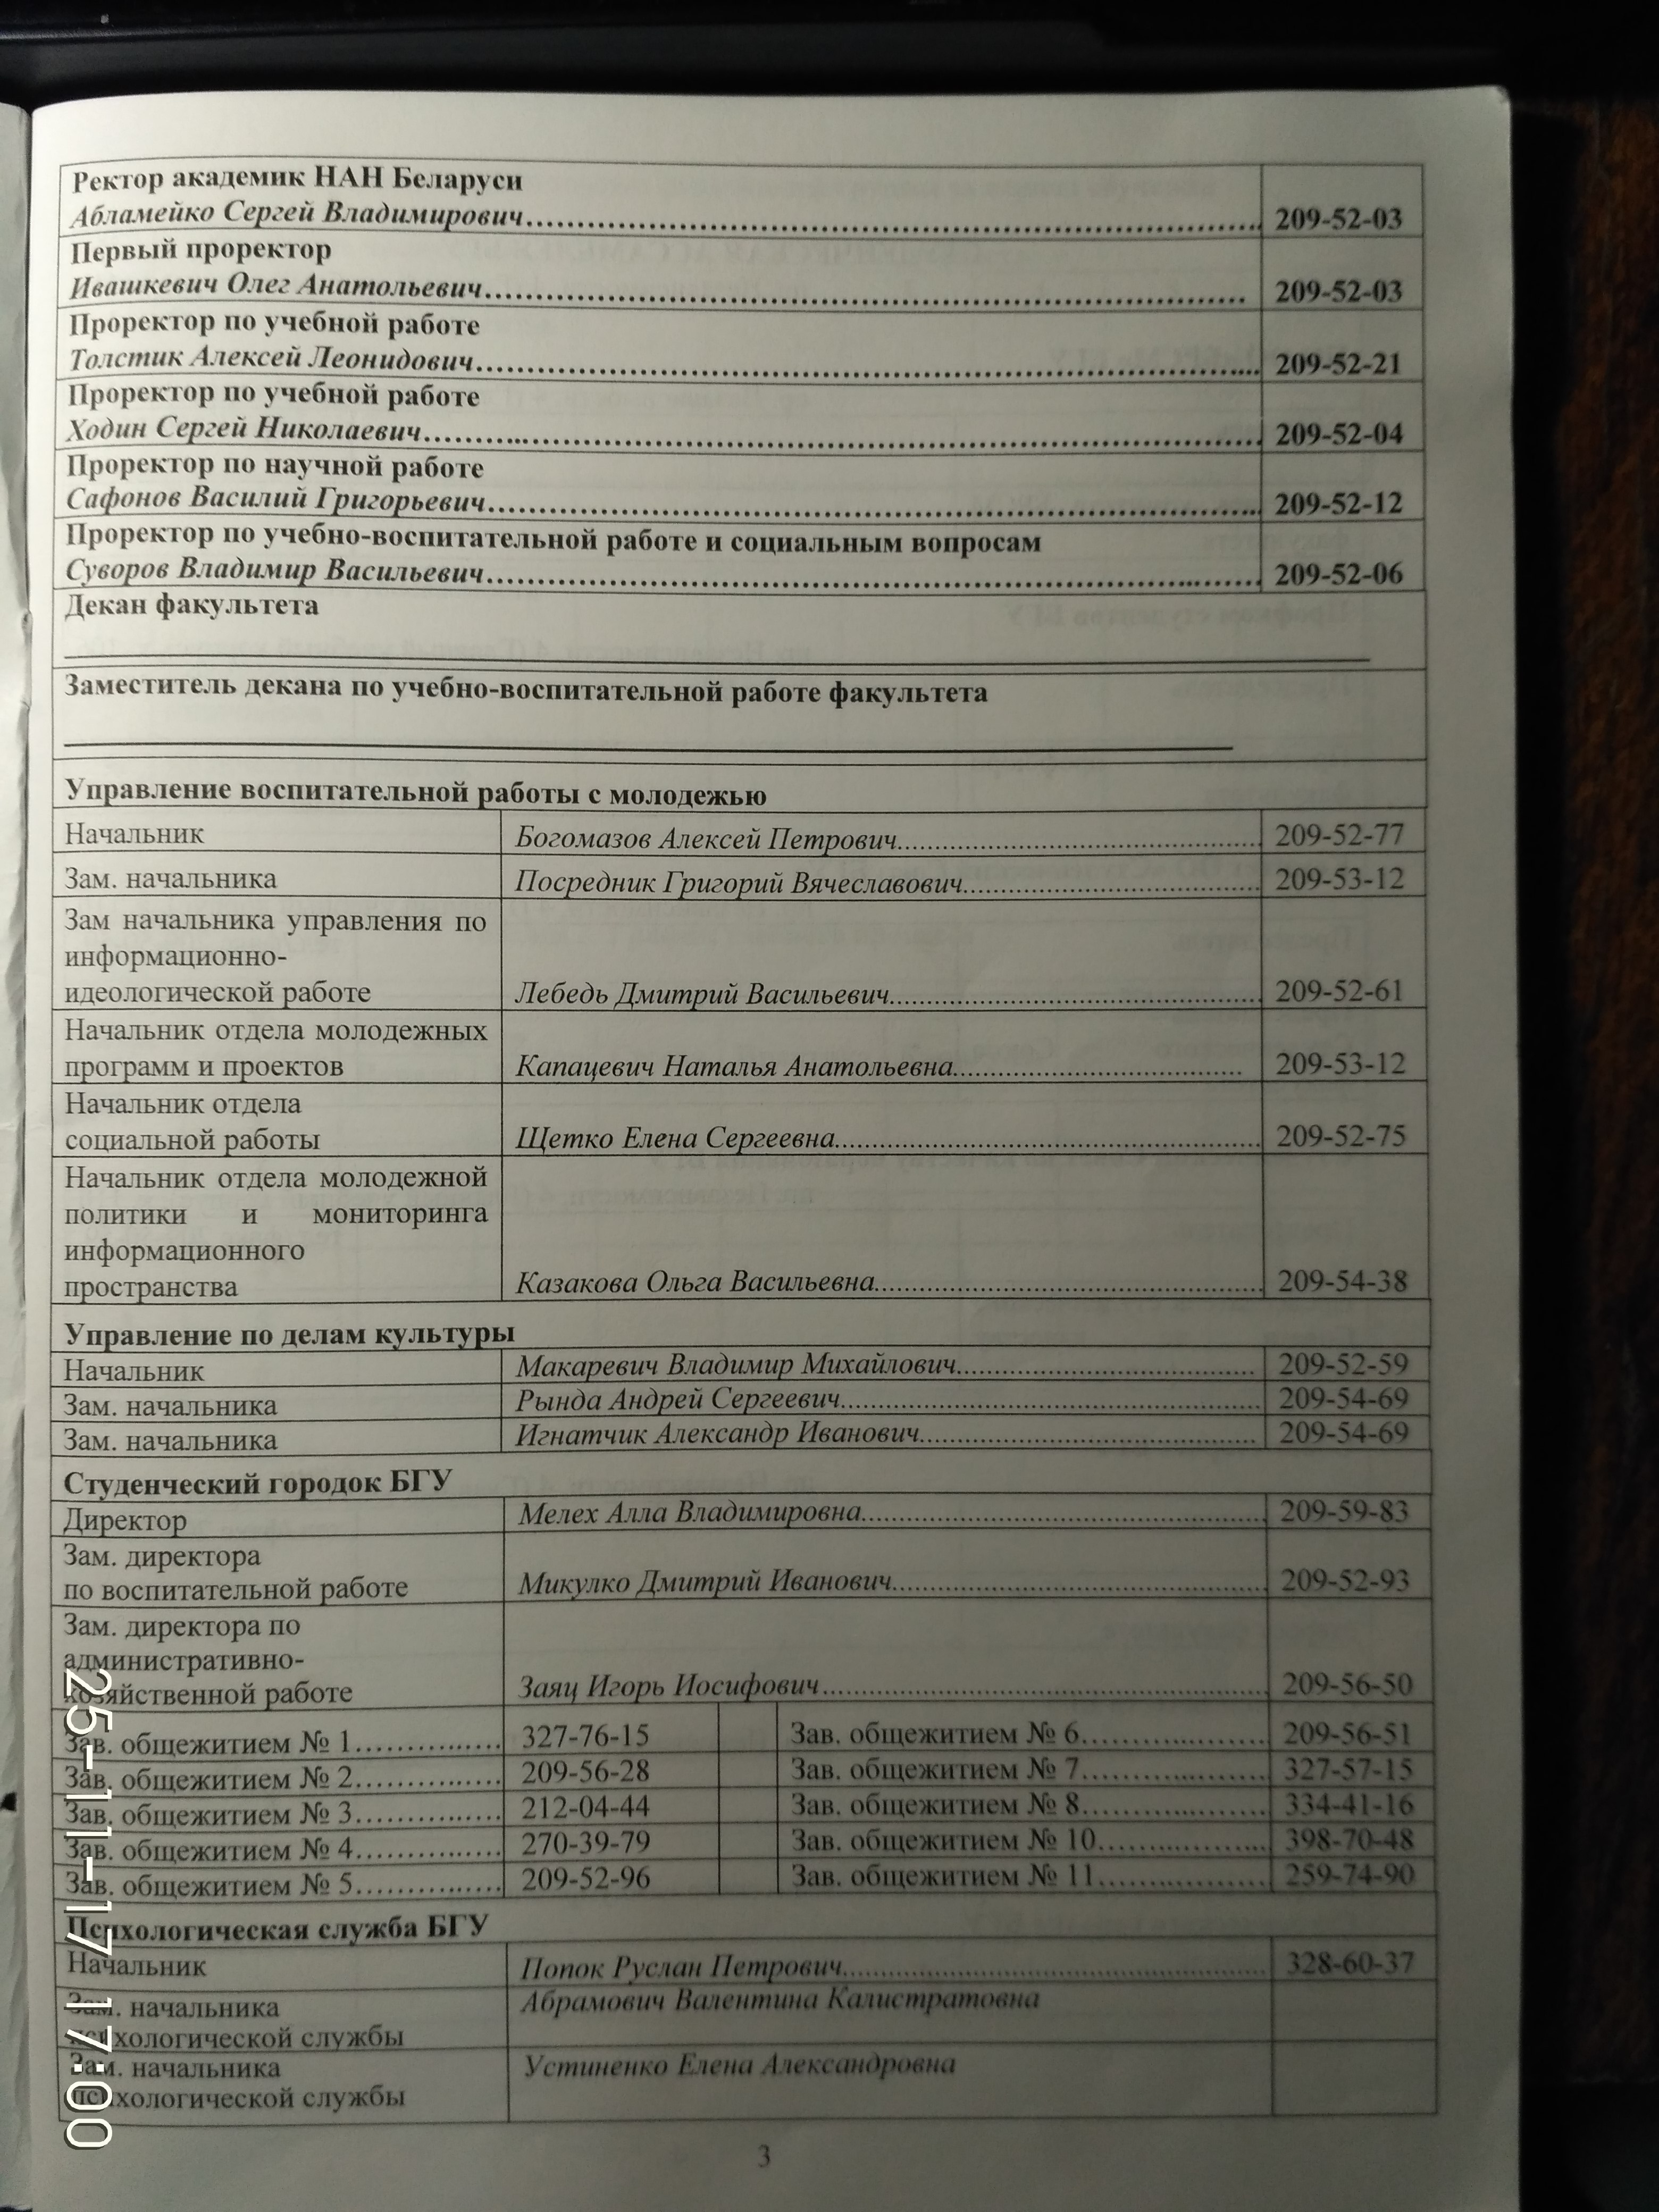 Ректор академик НАН Беларуси
Абламейко Сергей Владимирович 209-52-03
Первый проректор
Ивашкевич Олег Анатольевич 209-52-03
Проректор по учебной работе
Толстик Алексей Леонидович 209-52-21
Проректор по учебной работе
Ходин Сергей Николаевич 209-52-04
Проректор по научной работе
Сафонов Василий Григорьевич 209-52-12
Проректор по учебно-воспитательной работе и социальным вопросам
Суворов Владимир Васильевич 209-52-06
Декан факультета
Заместитель декана по учебно-воспитательной работе факультета
Управление воспитательной работы с молодежью
Начальник Богомазов Алексей Петрович 209-52-77
Зам. начальника Посредник Григорий Вячеславович 209-53-12
Зам начальника управления по
информационно-
идеологической работе Лебедь Дмитрий Васильевич 209-52-61
Начальник отдела молодежных
программ и проектов Капацевич Наталья Анатольевна 209-53-12
Начальник отдела
социальной работы Щетко Елена Сергеевна 209-52-75
Начальник отдела молодежной
политики и мониторинга
информационного
пространства Казакова Ольга Васильевна 209-54-38
Управление по делам культуры
Начальник Макаревич Владимир Михайлович 209-52-59
Зам. начальника Рында Андрей Сергеевич 209-54-69
Зам. начальника Игнатчик Александр Иванович 209-54-69
Студенческий городок БГУ
Директор Мелех Алла Владимировна 209-59-83
Зам. директора
по воспитательной работе Микулко Дмитрий Иванович 209-52-93
Зам. директора по
административно-
хозяйственной работе Заяц Игорь Иосифович 209-56-50
Зав. общежитием № 1 327-76-15 Зав. общежитием № 6 209-56-51
Зав. общежитием № 2 209-56-28 Зав. общежитием № 7 327-57-15
Зав. общежитием № 3 212-04-44 Зав. общежитием № 8 334-41-16
Зав. общежитием № 4 270-39-79 Зав. общежитием № 10 398-70-48
Зав. общежитием № 5 209-52-96 Зав. общежитием № 11 259-74-90
Психологическая служба БГУ
Начальник Попок Руслан Петрович 328-60-37
Зам. начальника Абрамович Валентина Калистратовна
психологической службы
Зам. начальника Устиненко Елена Александровна
психологической службы
3
25-11-17 17:00